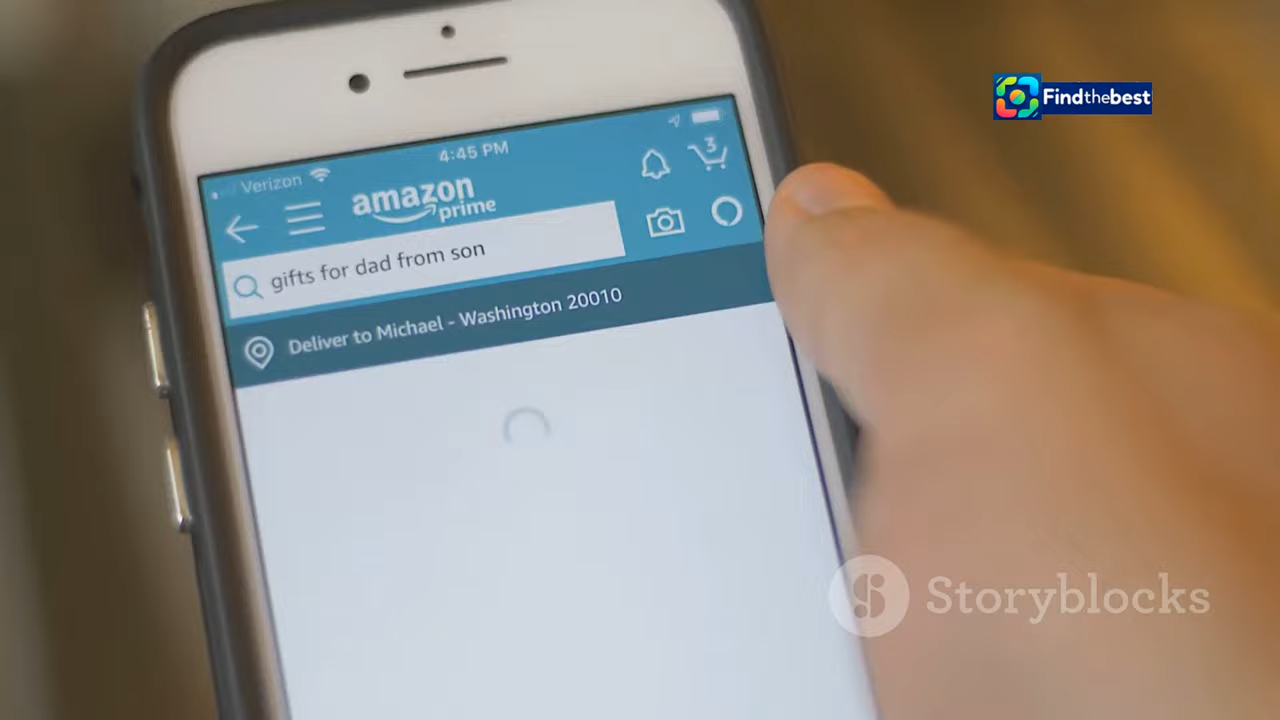 Findthebest
4:45 PM
Verizon
3
amazon
prime
gifts for dad from son
Deliver to Michael - Washington 20010
Storyblocks